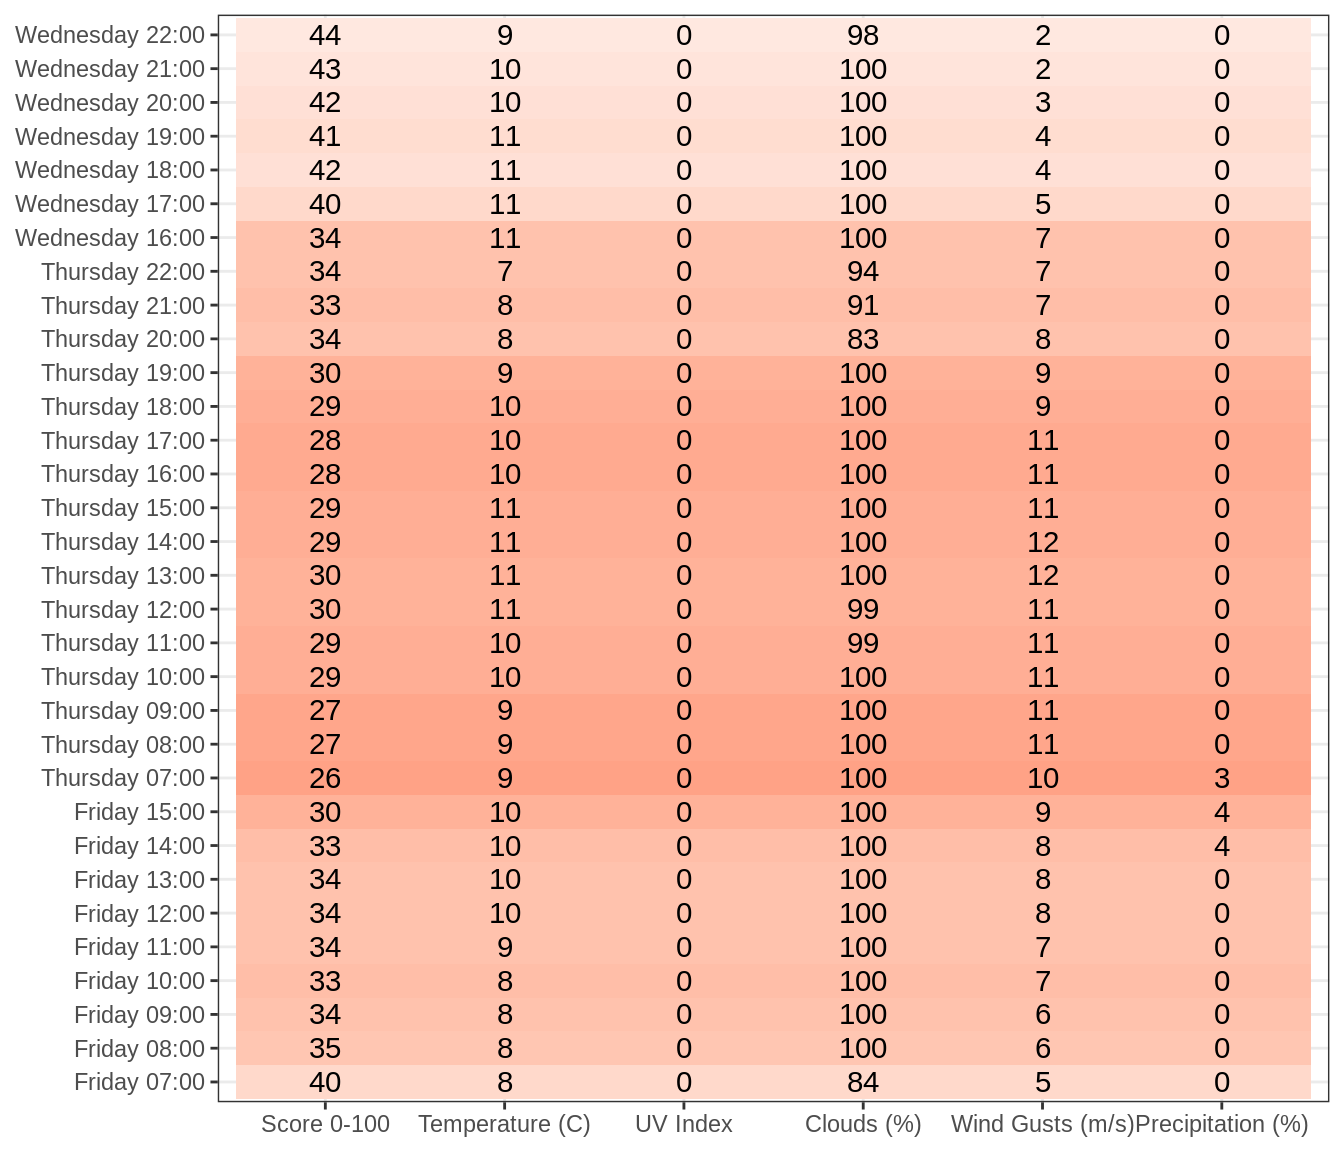 Wednesday 22:00 44 9 0 98 2 0
Wednesday 21:00 43 10 0 100 2 0
Wednesday 20:00 42 10 0 100 3 0
Wednesday 19:00 41 11 0 100 4 0
Wednesday 18:00 42 11 0 100 4 0
Wednesday 17:00 40 11 0 100 5 0
Wednesday 16:00 34 11 0 100 7 0
Thursday 22:00 34 7 0 94 7 0
Thursday 21:00 33 8 0 91 7 0
Thursday 20:00 34 8 0 83 8 0
Thursday 19:00 30 9 0 100 9 0
Thursday 18:00 29 10 0 100 9 0
Thursday 17:00 28 10 0 100 11 0
Thursday 16:00 28 10 0 100 11 0
Thursday 15:00 29 11 0 100 11 0
Thursday 14:00 29 11 0 100 12 0
Thursday 13:00 30 11 0 100 12 0
Thursday 12:00 30 11 0 99 11 0
Thursday 11:00 29 10 0 99 11 0
Thursday 10:00 29 10 0 100 11 0
Thursday 09:00 27 9 0 100 11 0
Thursday 08:00 27 9 0 100 11 0
Thursday 07:00 26 9 0 100 10 3
Friday 15:00 30 10 0 100 9 4
Friday 14:00 33 10 0 100 8 4
Friday 13:00 34 10 0 100 8 0
Friday 12:00 34 10 0 100 8 0
Friday 11:00 34 9 0 100 7 0
Friday 10:00 33 8 0 100 7 0
Friday 09:00 34 8 0 100 6 0
Friday 08:00 35 8 0 100 6 0
Friday 07:00 40 8 0 84 5 0
Score 0-100 Temperature (C) UV Index Clouds (%) Wind Gusts (m/s) Precipitation (%)